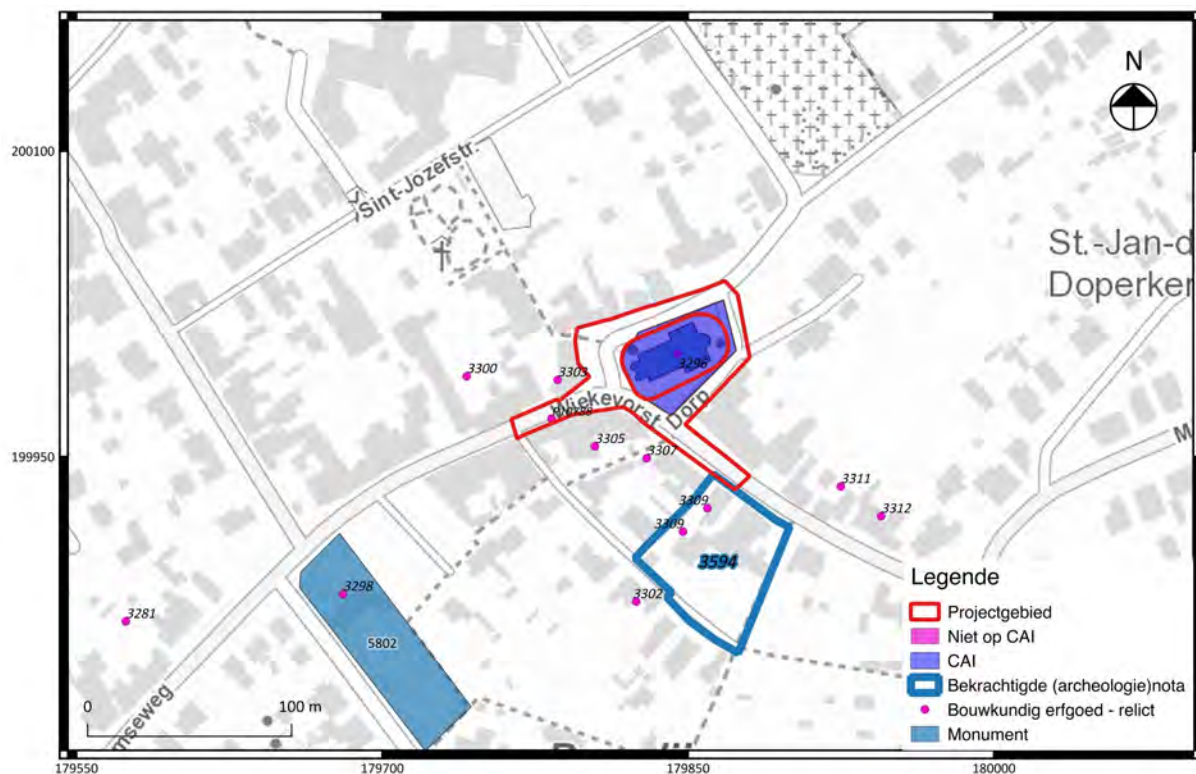 N
200100
Sint-Jozefstr.
St.-Jan-d
Doperker
3296
3300
3303
Wiekevorst Dorp
3305
3307
199950
3311
3309
3312
3309
3594
Legende
3298
3302
Projectgebied
3281
Niet op CAI
5802
CAI
Bekrachtigde (archeologie)nota
0 100 m
Bouwkundig erfgoed - relict
mseweg
Monument
179550 179700 179850 180000